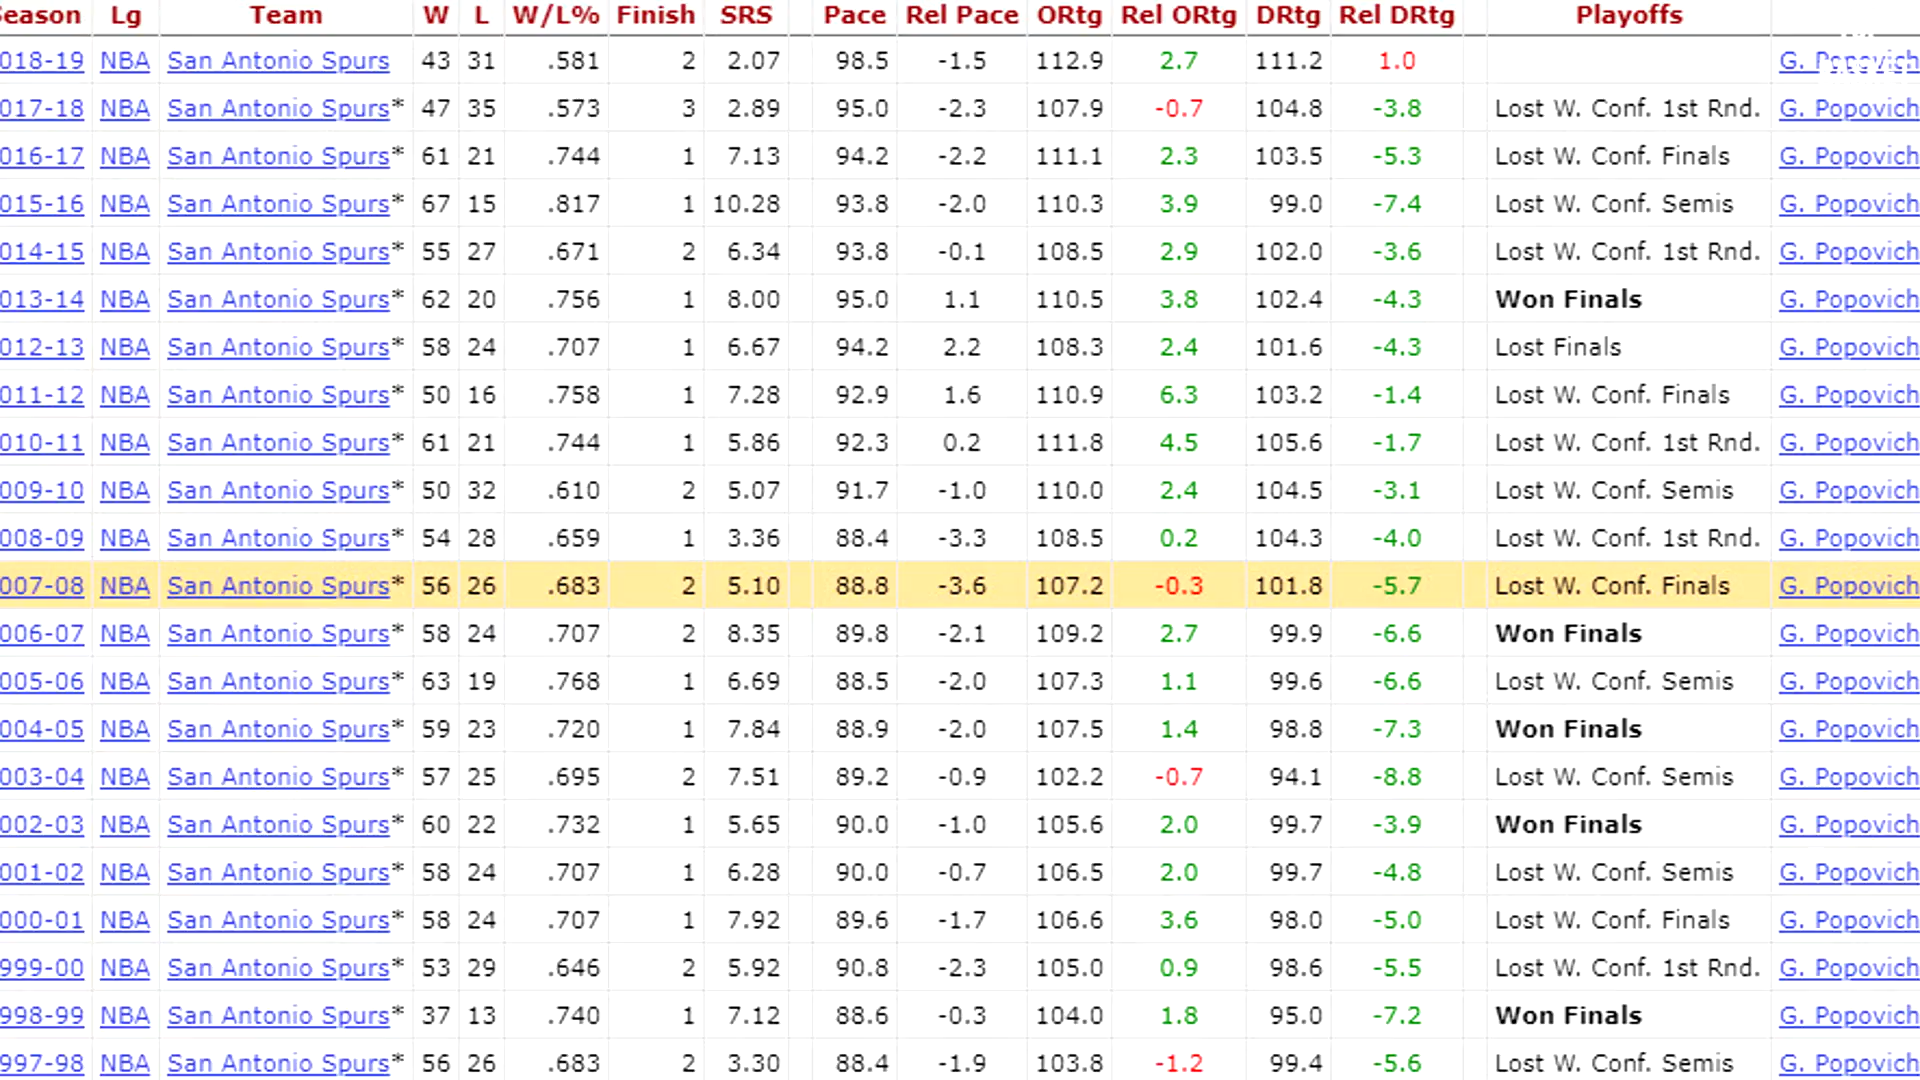 Season Lg Team W L W/L% Finish SRS Pace Rel Pace ORtg Rel ORtg DRtg Rel DRtg Playoffs
018-19 NBA San Antonio Spurs 43 31 .581 2 2.07 98.5 -1.5 112.9 2.7 111.2 1.0 G. Popovich
017-18 NBA San Antonio Spurs* 47 35 .573 3 2.89 95.0 -2.3 107.9 -0.7 104.8 -3.8 Lost W. Conf. 1st Rnd. G. Popovich
016-17 NBA San Antonio Spurs* 61 21 .744 1 7.13 94.2 -2.2 111.1 2.3 103.5 -5.3 Lost W. Conf. Finals G. Popovich
015-16 NBA San Antonio Spurs* 67 15 .817 1 10.28 93.8 -2.0 110.3 3.9 99.0 -7.4 Lost W. Conf. Semis G. Popovich
014-15 NBA San Antonio Spurs* 55 27 .671 2 6.34 93.8 -0.1 108.5 2.9 102.0 -3.6 Lost W. Conf. 1st Rnd. G. Popovich
013-14 NBA San Antonio Spurs* 62 20 .756 1 8.00 95.0 1.1 110.5 3.8 102.4 -4.3 Won Finals G. Popovich
012-13 NBA San Antonio Spurs* 58 24 .707 1 6.67 94.2 2.2 108.3 2.4 101.6 -4.3 Lost Finals G. Popovich
011-12 NBA San Antonio Spurs* 50 16 .758 1 7.28 92.9 1.6 110.9 6.3 103.2 -1.4 Lost W. Conf. Finals G. Popovich
010-11 NBA San Antonio Spurs* 61 21 .744 1 5.86 92.3 0.2 111.8 4.5 105.6 -1.7 Lost W. Conf. 1st Rnd. G. Popovich
009-10 NBA San Antonio Spurs* 50 32 .610 2 5.07 91.7 -1.0 110.0 2.4 104.5 -3.1 Lost W. Conf. Semis G. Popovich
008-09 NBA San Antonio Spurs* 54 28 .659 1 3.36 88.4 -3.3 108.5 0.2 104.3 -4.0 Lost W. Conf. 1st Rnd. G. Popovich
007-08 NBA San Antonio Spurs* 56 26 .683 2 5.10 88.8 -3.6 107.2 -0.3 101.8 -5.7 Lost W. Conf. Finals G. Popovich
006-07 NBA San Antonio Spurs* 58 24 .707 2 8.35 89.8 -2.1 109.2 2.7 99.9 -6.6 Won Finals G. Popovich
005-06 NBA San Antonio Spurs* 63 19 .768 1 6.69 88.5 -2.0 107.3 1.1 99.6 -6.6 Lost W. Conf. Semis G. Popovich
004-05 NBA San Antonio Spurs* 59 23 .720 1 7.84 88.9 -2.0 107.5 1.4 98.8 -7.3 Won Finals G. Popovich
003-04 NBA San Antonio Spurs* 57 25 .695 2 7.51 89.2 -0.9 102.2 -0.7 94.1 -8.8 Lost W. Conf. Semis G. Popovich
002-03 NBA San Antonio Spurs* 60 22 .732 1 5.65 90.0 -1.0 105.6 2.0 99.7 -3.9 Won Finals G. Popovich
001-02 NBA San Antonio Spurs* 58 24 .707 1 6.28 90.0 -0.7 106.5 2.0 99.7 -4.8 Lost W. Conf. Semis G. Popovich
000-01 NBA San Antonio Spurs* 58 24 .707 1 7.92 89.6 -1.7 106.6 3.6 98.0 -5.0 Lost W. Conf. Finals G. Popovich
999-00 NBA San Antonio Spurs* 53 29 .646 2 5.92 90.8 -2.3 105.0 0.9 98.6 -5.5 Lost W. Conf. 1st Rnd. G. Popovich
998-99 NBA San Antonio Spurs* 37 13 .740 1 7.12 88.6 -0.3 104.0 1.8 95.0 -7.2 Won Finals G. Popovich
997-98 NBA San Antonio Spurs* 56 26 .683 2 3.30 88.4 -1.9 103.8 -1.2 99.4 -5.6 Lost W. Conf. Semis G. Popovich